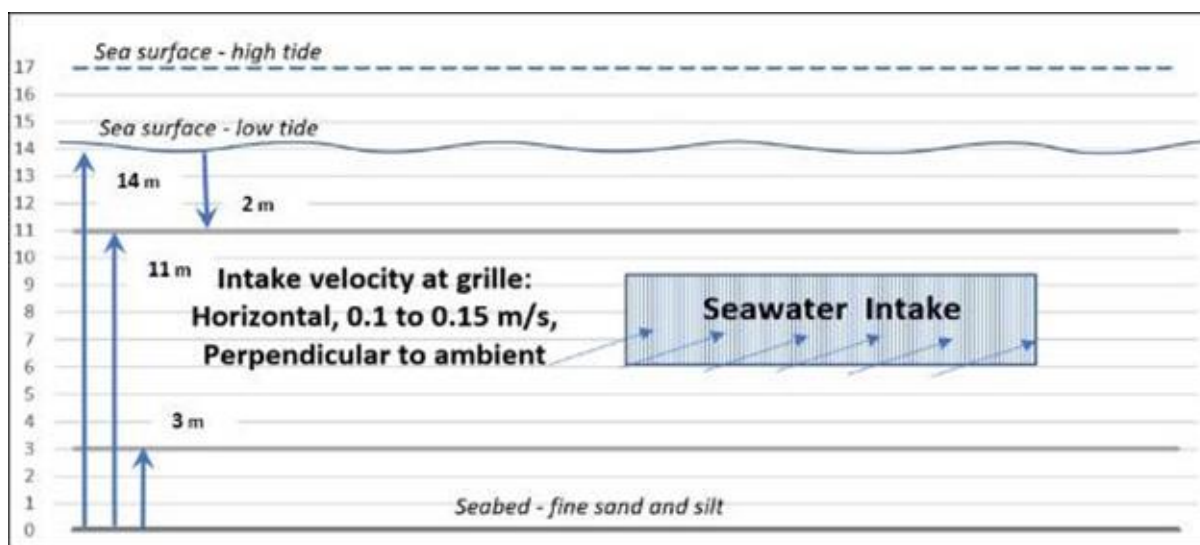 Sea surface - high tide
17
16
15
Sea surface - low tide
14
13
14 m
12
2 m
11
10
11 m
Intake velocity at grille:
9
Horizontal, 0.1 to 0.15 m/s,
8
Seawater Intake
7
Perpendicular to ambient
6
5
4
3 m
3
2
1
Seabed - fine sand and silt
0